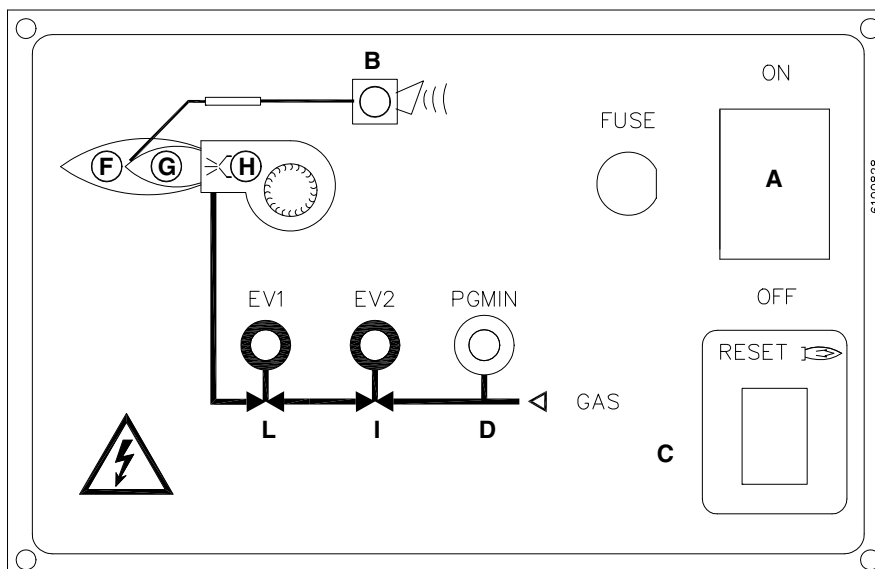 B
ON
FUSE
A
F G H
EV1 EV2 PGMIN
OFF
RESET
GAS
L I D
C